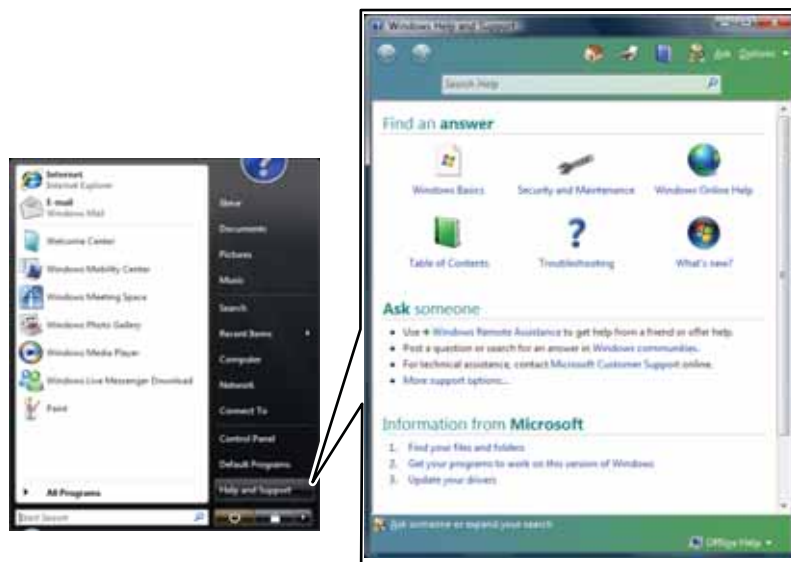 Internet
Internet Explorer
E-mail
Windows Mail
Welcome Center
Windows Mobility Center
Windows Meeting Space
Windows Photo Gallery
Windows Media Player
Windows Live Messenger Download
Paint
All Programs
Start Search
Documents
Pictures
Music
Search
Recent Items
Computer
Network
Connect To
Control Panel
Default Programs
Help and Support
Windows Help and Support
Ask Options
Search Help
Find an answer
Windows Basics Security and Maintenance Windows Online Help
Table of Contents Troubleshooting What's new?
Ask someone
• Use Windows Remote Assistance to get help from a friend or offer help.
• Post a question or search for an answer in Windows communities.
• For technical assistance, contact Microsoft Customer Support online.
• More support options...
Information from Microsoft
1. Find your files and folders
2. Get your programs to work on this version of Windows
3. Update your drivers
Ask someone or expand your search
Office Help